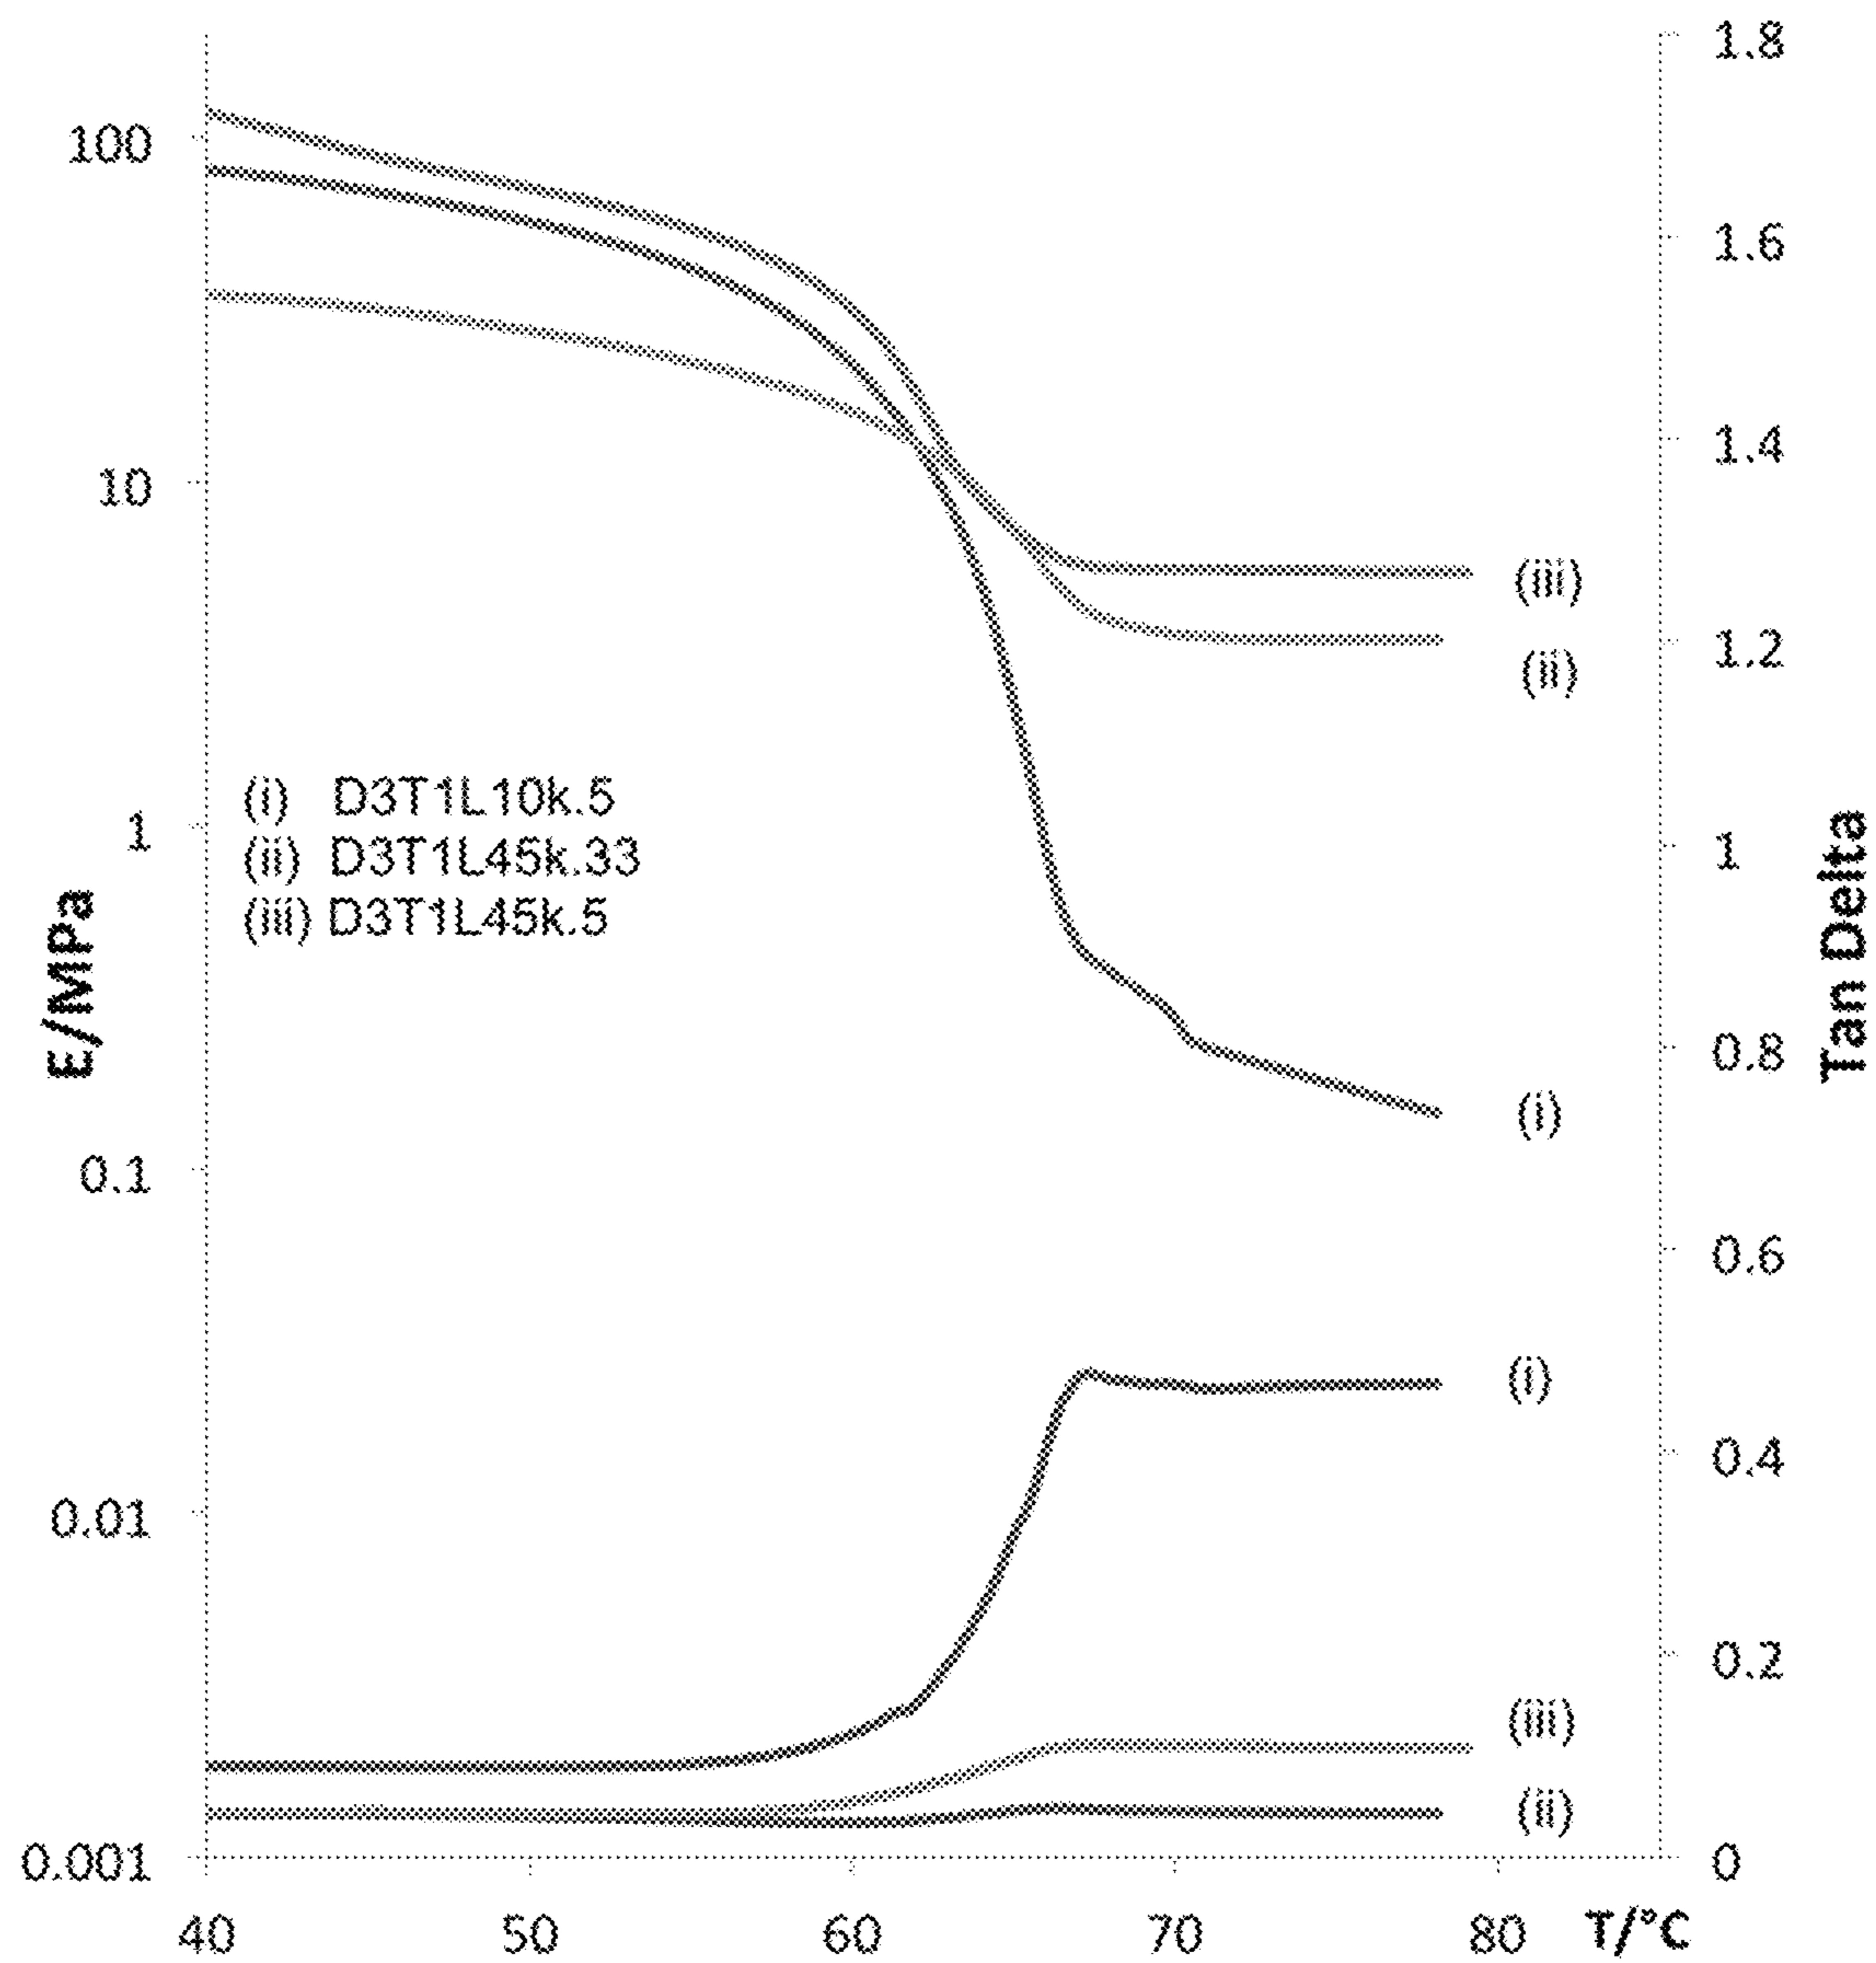 1.8
100
1.6
1.4
10
(iii)
1.2
(ii)
(i) D3T1L10k.5
1
1
(ii) D3T1L45k.33
(iii) D3T1L45k.5
E/MPa
Tan Delta
0.8
(i)
0.1
0.6
(i)
0.4
0.01
0.2
(iii)
(ii)
0.001
0
40 50 60 70 80 T/°C